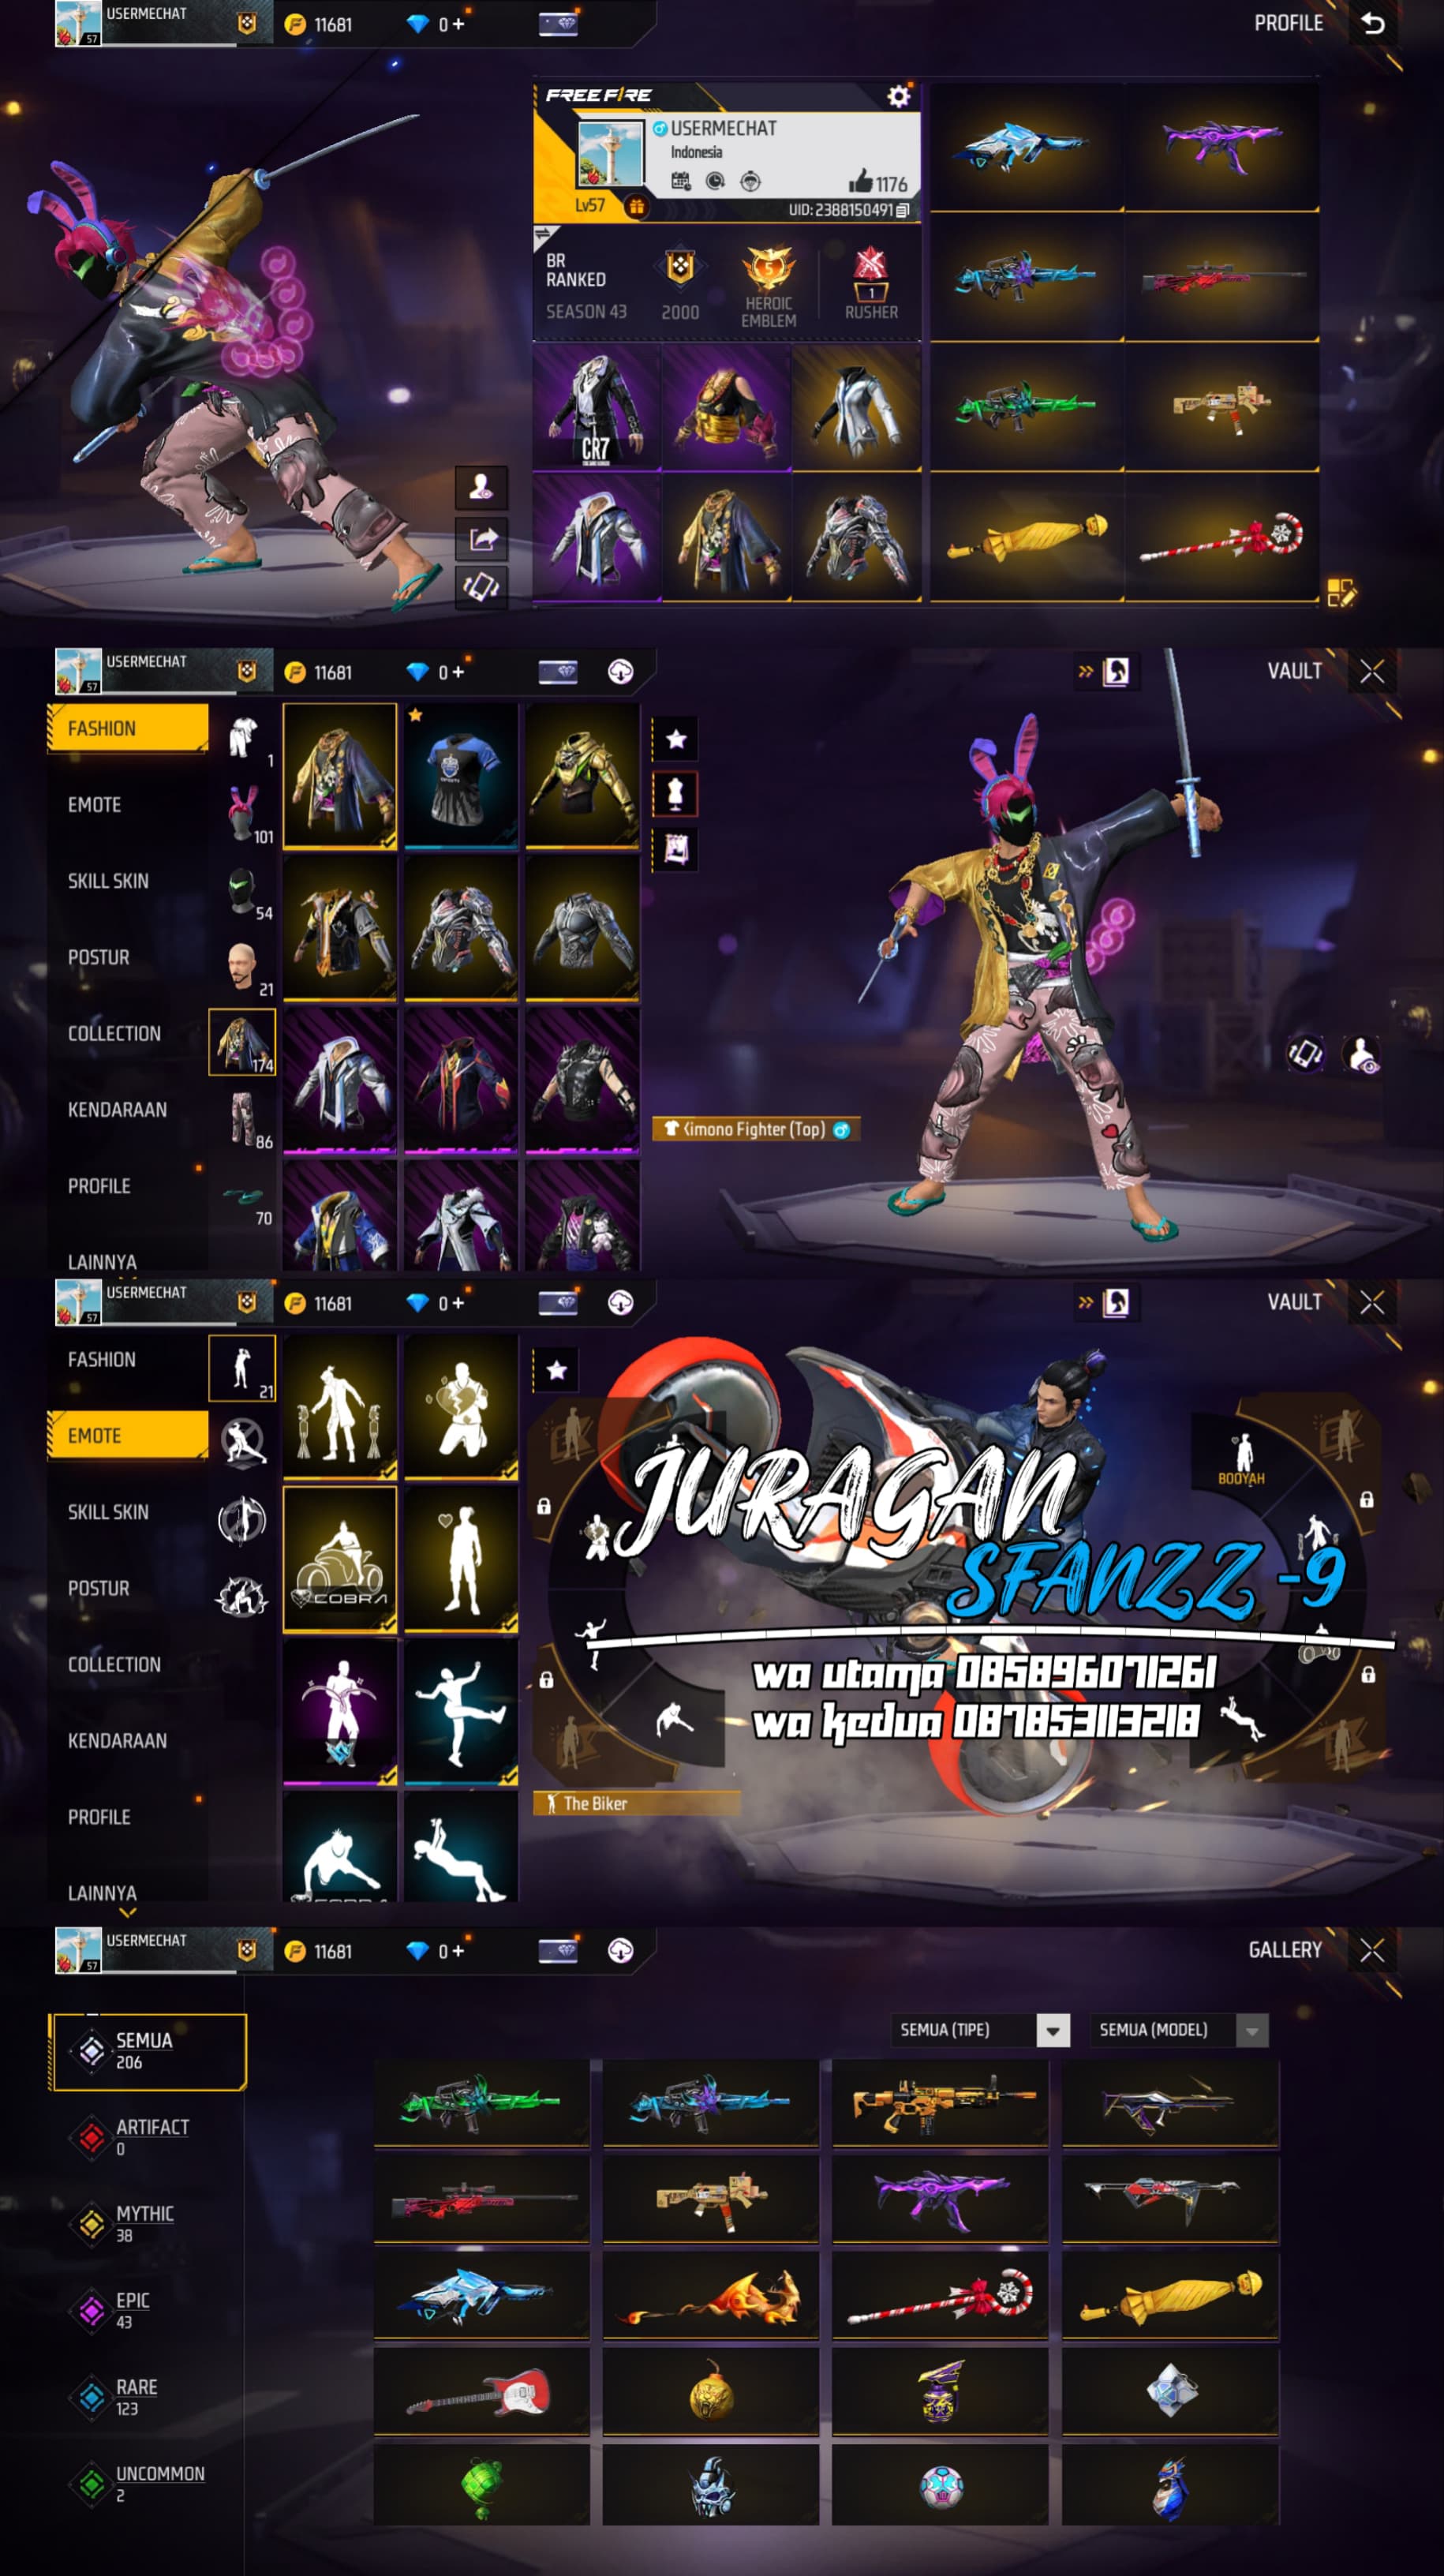 USERMECHAT
57
11681
0 +
PROFILE
FREE FIRE
USERMECHAT
Indonesia
1176
Lv57
UID: 2388150491
BR RANKED
SEASON 43
2000
5
HEROIC EMBLEM
1
RUSHER
CR7
USERMECHAT
57
11681
0 +
VAULT
FASHION
1
EMOTE
101
SKILL SKIN
54
POSTUR
21
COLLECTION
174
KENDARAAN
86
PROFILE
70
LAINNYA
Kimono Fighter (Top)
USERMECHAT
57
11681
0 +
VAULT
FASHION
21
EMOTE
SKILL SKIN
POSTUR
COLLECTION
KENDARAAN
PROFILE
LAINNYA
COBRA
BOOYAH
JURAGAN
SFANZZ -9
wa utama 085896071261
wa kedua 087853113218
The Biker
USERMECHAT
57
11681
0 +
GALLERY
SEMUA
206
ARTIFACT
0
MYTHIC
38
EPIC
43
RARE
123
UNCOMMON
2
SEMUA (TIPE)
SEMUA (MODEL)